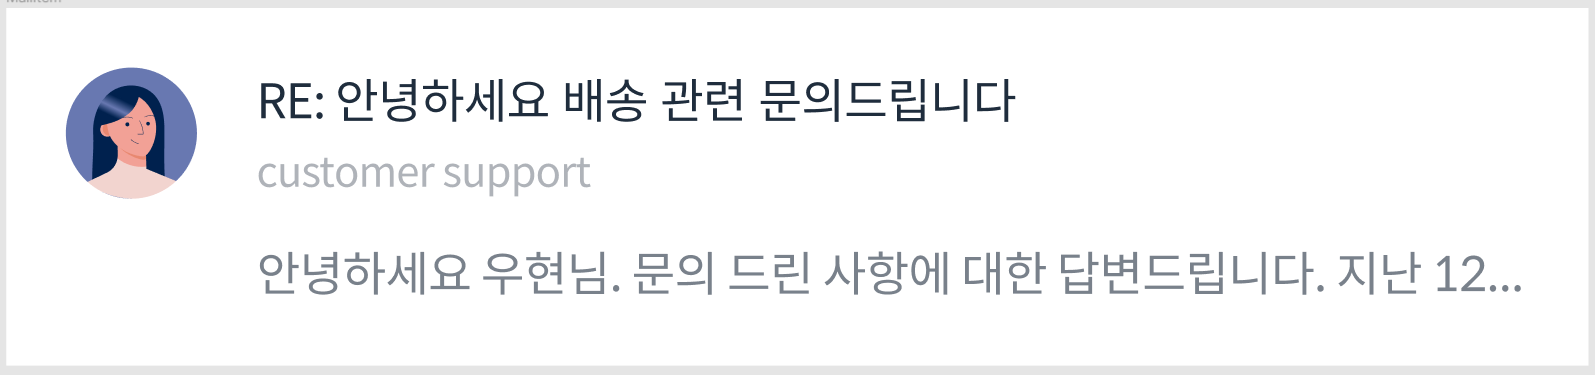 RE: 안녕하세요 배송 관련 문의드립니다
customer support
안녕하세요 우현님. 문의 드린 사항에 대한 답변드립니다. 지난 12...